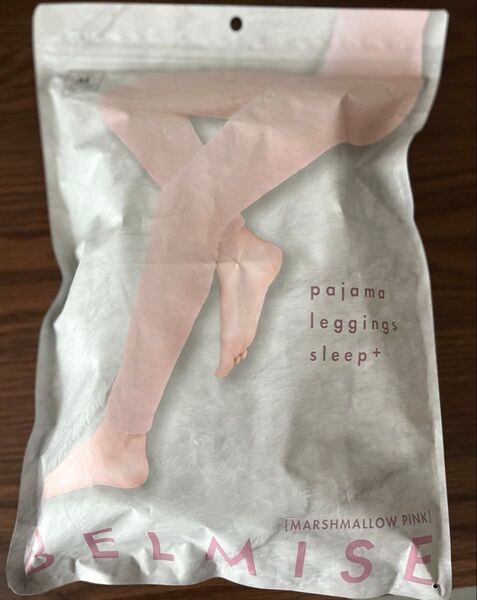 M
pajama
leggings
sleep+
[MARSHMALLOW PINK]
BELMISE